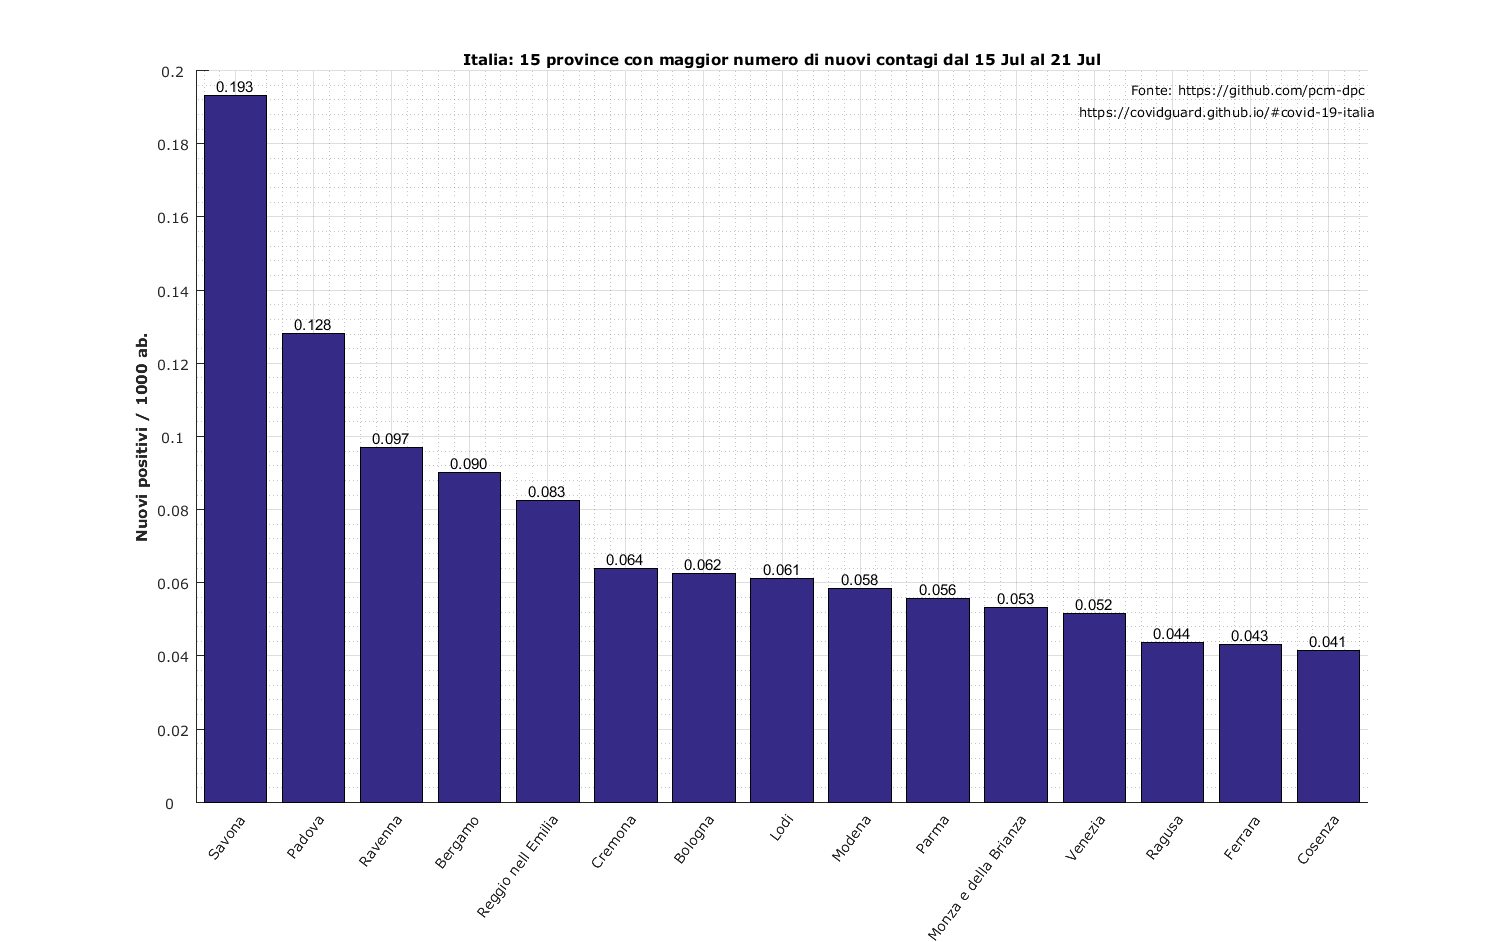 Italia: 15 province con maggior numero di nuovi contagi dal 15 Jul al 21 Jul
Fonte: https://github.com/pcm-dpc
https://covidguard.github.io/#covid-19-italia
Nuovi positivi / 1000 ab.
0.2
0.18
0.16
0.14
0.12
0.1
0.08
0.06
0.04
0.02
0
0.193
0.128
0.097
0.090
0.083
0.064
0.062
0.061
0.058
0.056
0.053
0.052
0.044
0.043
0.041
Savona
Padova
Ravenna
Bergamo
Reggio nell Emilia
Cremona
Bologna
Lodi
Modena
Parma
Monza e della Brianza
Venezia
Ragusa
Ferrara
Cosenza